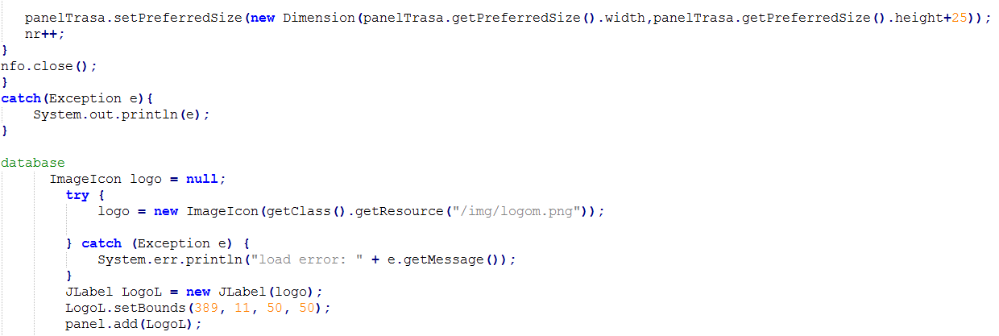 panelTrasa.setPreferredSize(new Dimension(panelTrasa.getPreferredSize().width,panelTrasa.getPreferredSize().height+25));
nr++;
}
nfo.close();
}
catch(Exception e){
System.out.println(e);
}
database
ImageIcon logo = null;
try {
logo = new ImageIcon(getClass().getResource("/img/logom.png"));
} catch (Exception e) {
System.err.println("load error: " + e.getMessage());
}
JLabel LogoL = new JLabel(logo);
LogoL.setBounds(389, 11, 50, 50);
panel.add(LogoL);